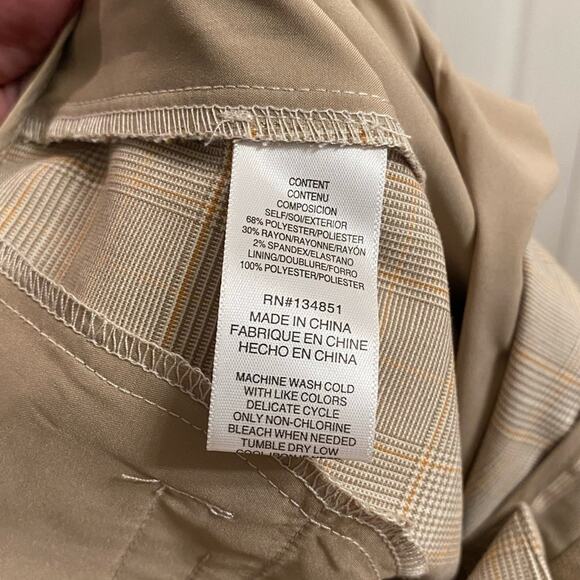 CONTENT
CONTENU
COMPOSICION
SELF/SOI/EXTERIOR
68% POLYESTER/POLIESTER
30% RAYON/RAYONNE/RAYÓN
2% SPANDEX/ELASTANO
LINING/DOUBLURE/FORRO
100% POLYESTER/POLIESTER
RN#134851
MADE IN CHINA
FABRIQUE EN CHINE
HECHO EN CHINA
MACHINE WASH COLD
WITH LIKE COLORS
DELICATE CYCLE
ONLY NON-CHLORINE
BLEACH WHEN NEEDED
TUMBLE DRY LOW